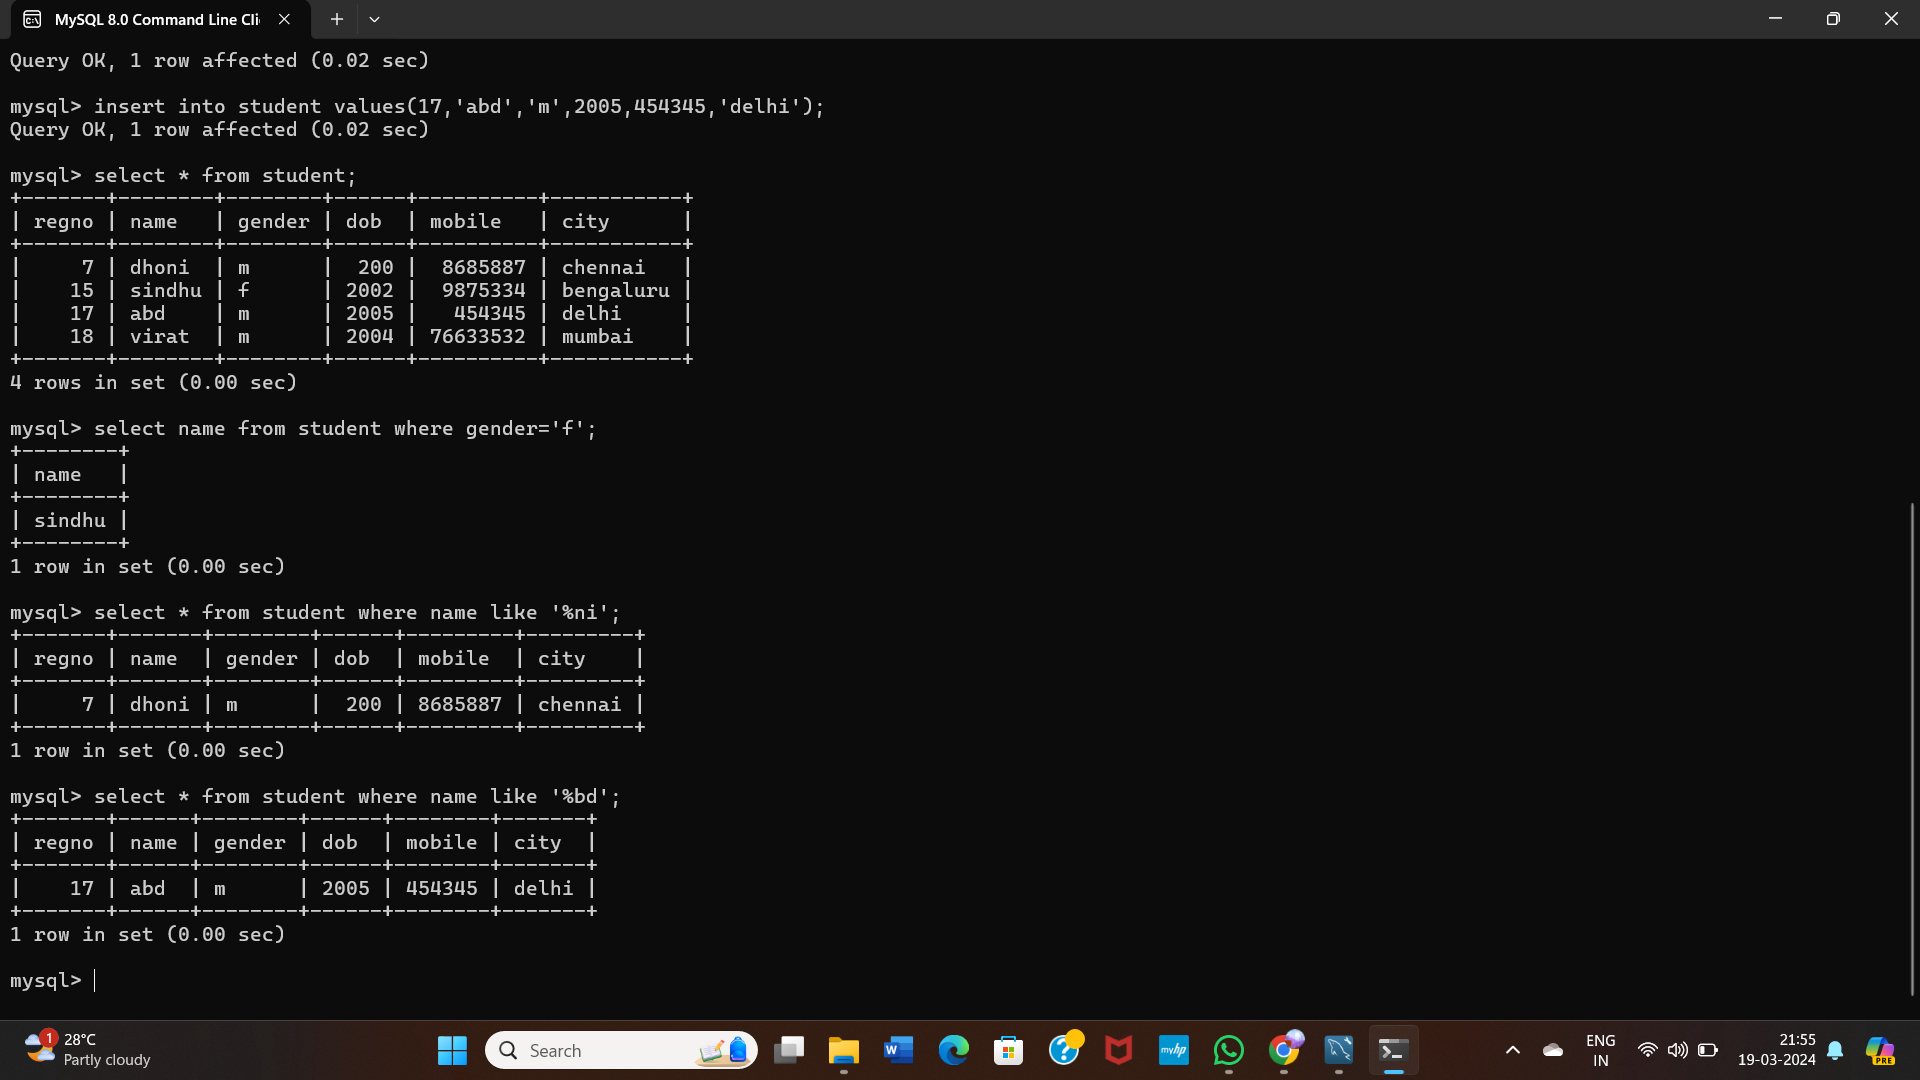 MySQL 8.0 Command Line Cli
Query OK, 1 row affected (0.02 sec)
mysql> insert into student values(17,'abd','m',2005,454345,'delhi');
Query OK, 1 row affected (0.02 sec)
mysql> select * from student;
+-------+--------+--------+------+----------+-----------+
| regno | name   | gender | dob  | mobile   | city      |
+-------+--------+--------+------+----------+-----------+
|     7 | dhoni  | m      |  200 |  8685887 | chennai   |
|    15 | sindhu | f      | 2002 |  9875334 | bengaluru |
|    17 | abd    | m      | 2005 |   454345 | delhi     |
|    18 | virat  | m      | 2004 | 76633532 | mumbai    |
+-------+--------+--------+------+----------+-----------+
4 rows in set (0.00 sec)
mysql> select name from student where gender='f';
+--------+
| name   |
+--------+
| sindhu |
+--------+
1 row in set (0.00 sec)
mysql> select * from student where name like '%ni';
+-------+-------+--------+------+---------+---------+
| regno | name  | gender | dob  | mobile  | city    |
+-------+-------+--------+------+---------+---------+
|     7 | dhoni | m      |  200 | 8685887 | chennai |
+-------+-------+--------+------+---------+---------+
1 row in set (0.00 sec)
mysql> select * from student where name like '%bd';
+-------+------+--------+------+--------+-------+
| regno | name | gender | dob  | mobile | city  |
+-------+------+--------+------+--------+-------+
|    17 | abd  | m      | 2005 | 454345 | delhi |
+-------+------+--------+------+--------+-------+
1 row in set (0.00 sec)
mysql>
1
28°C
Partly cloudy
Search
W
?
myhp
ENG
IN
21:55
19-03-2024
PRE